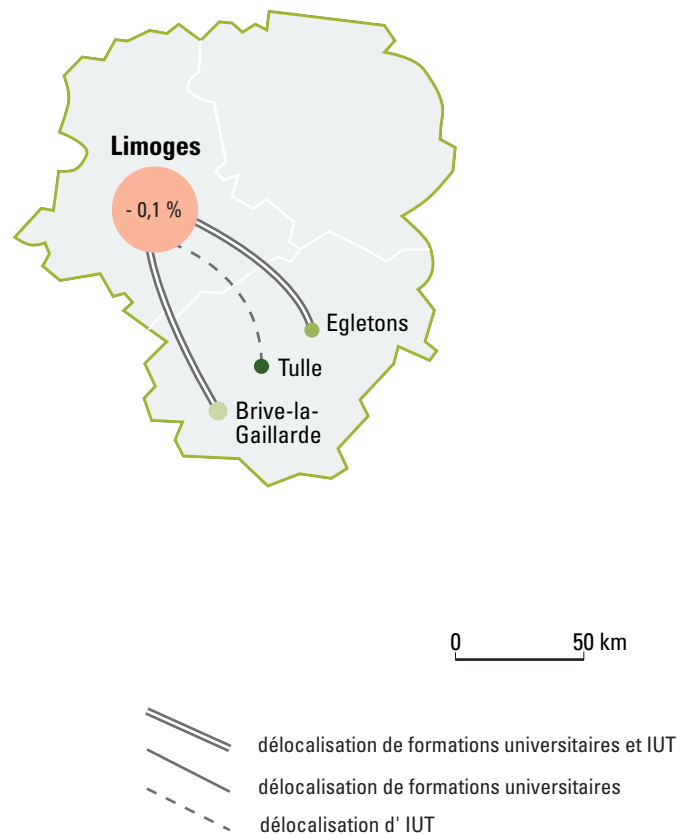 Limoges
- 0,1 %
Egletons
Tulle
Brive-la-
Gaillarde
0 50 km
délocalisation de formations universitaires et IUT
délocalisation de formations universitaires
délocalisation d' IUT